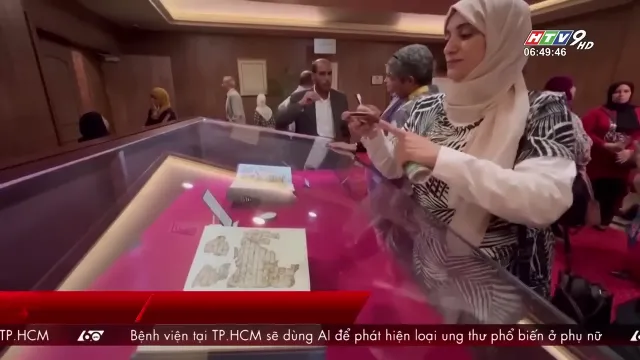 HTV9 HD
06:49:46
TP.HCM 60 Bệnh viện tại TP.HCM sẽ dùng AI để phát hiện loại ung thư phổ biến ở phụ nữ